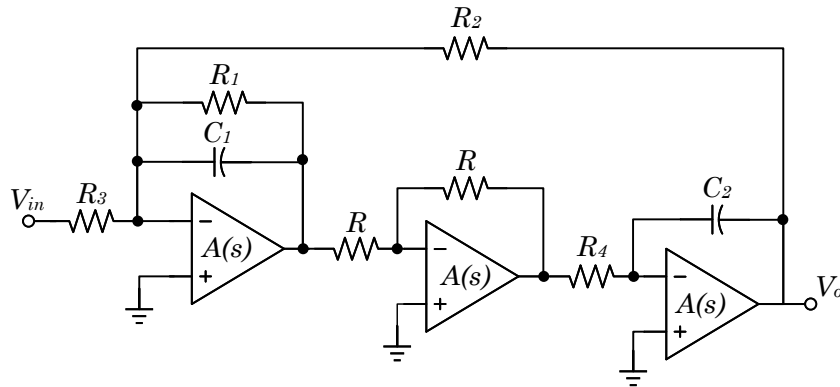 R2
R1
C1
Vin
R3
−
A(s)
+
R
R
−
A(s)
+
R4
C2
−
A(s)
+
Vo